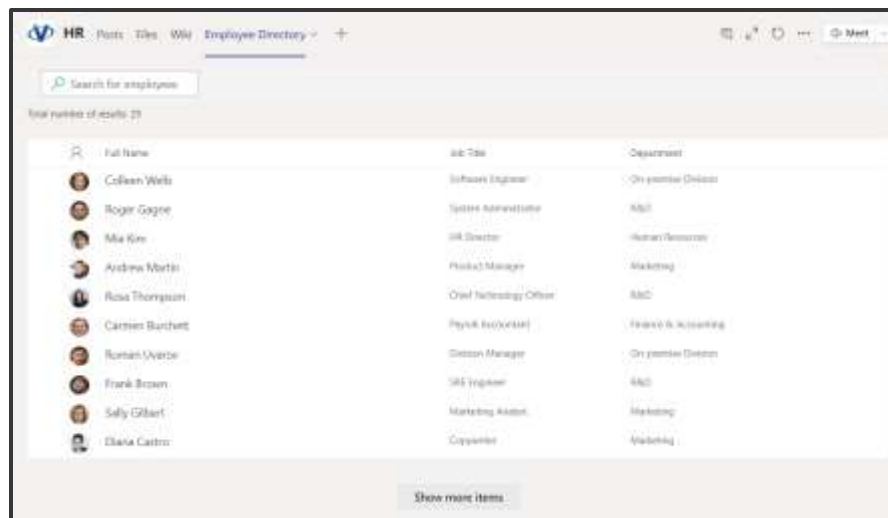 HR Posts Files Wiki Employee Directory + Meet
Search for employee
Total number of results:
Full Name Job Title Department
Colleen Wells Software Engineer On-premise Division
Roger Gagne System Administrator R&D
Mia Kim HR Director Human Resources
Andrew Martin Product Manager Marketing
Rosa Thompson Chief Technology Officer R&D
Carmen Burchett Payroll Accountant Finance & Accounting
Roman Division Manager On-premise Division
Frank Brown SRE Engineer R&D
Sally Gilbert Marketing Analyst Marketing
Diana Castro Copywriter Marketing
Show more items